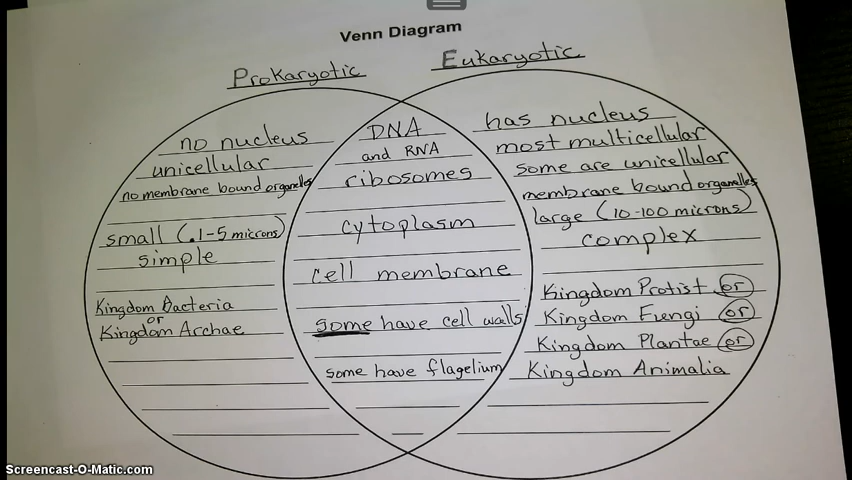 Venn Diagram
Prokaryotic
Eukaryotic
no nucleus
unicellular
no membrane bound organelles
small (.1-5 microns)
simple
Kingdom Bacteria
or
Kingdom Archae
DNA
and RNA
ribosomes
cytoplasm
cell membrane
some have cell walls
some have flagelium
has nucleus
most multicellular
some are unicellular
membrane bound organelles
large (10-100 microns)
complex
Kingdom Protist or
Kingdom Fungi or
Kingdom Plantae or
Kingdom Animalia
Screencast-O-Matic.com